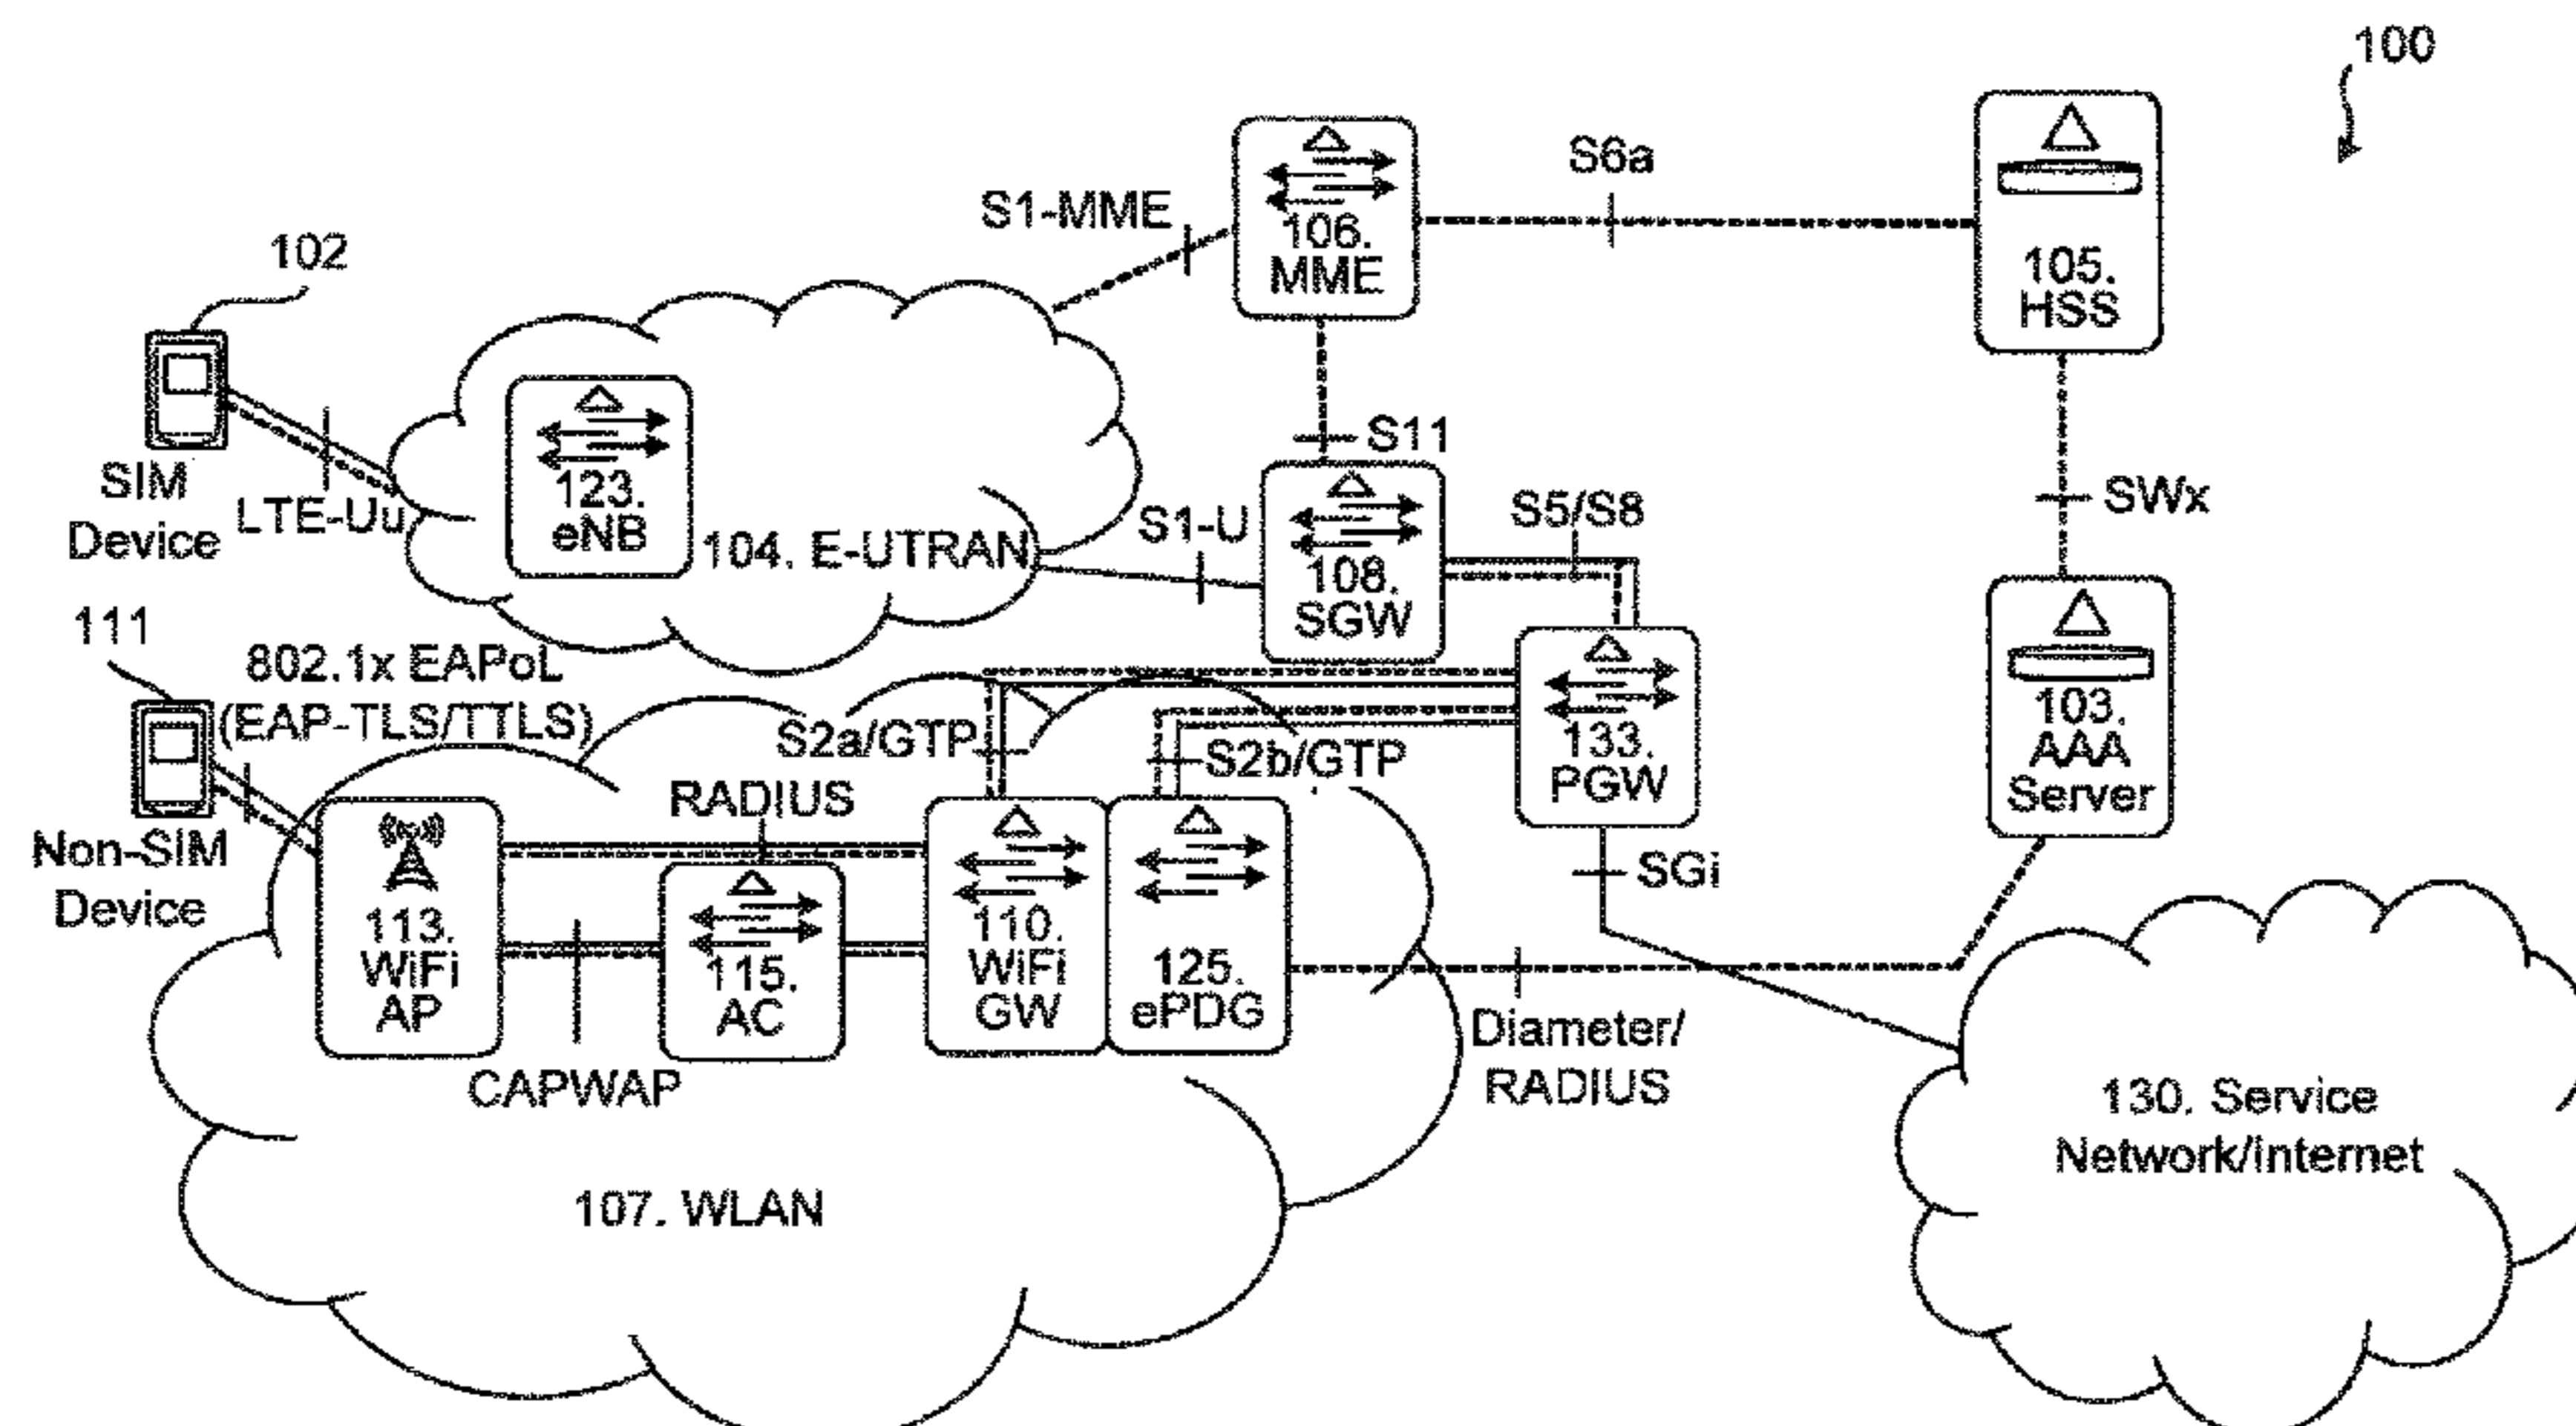 100
S6a
S1-MME
106.
MME
105.
HSS
102
SIM
Device
LTE-Uu
123.
eNB
104. E-UTRAN
S11
S1-U
108.
SGW
S5/S8
SWx
111
802.1x EAPoL
(EAP-TLS/TTLS)
Non-SIM
Device
S2a/GTP
S2b/GTP
133.
PGW
103.
AAA
Server
RADIUS
SGi
113.
WiFi
AP
115.
AC
110.
WiFi
GW
125.
ePDG
CAPWAP
Diameter/
RADIUS
107. WLAN
130. Service
Network/Internet